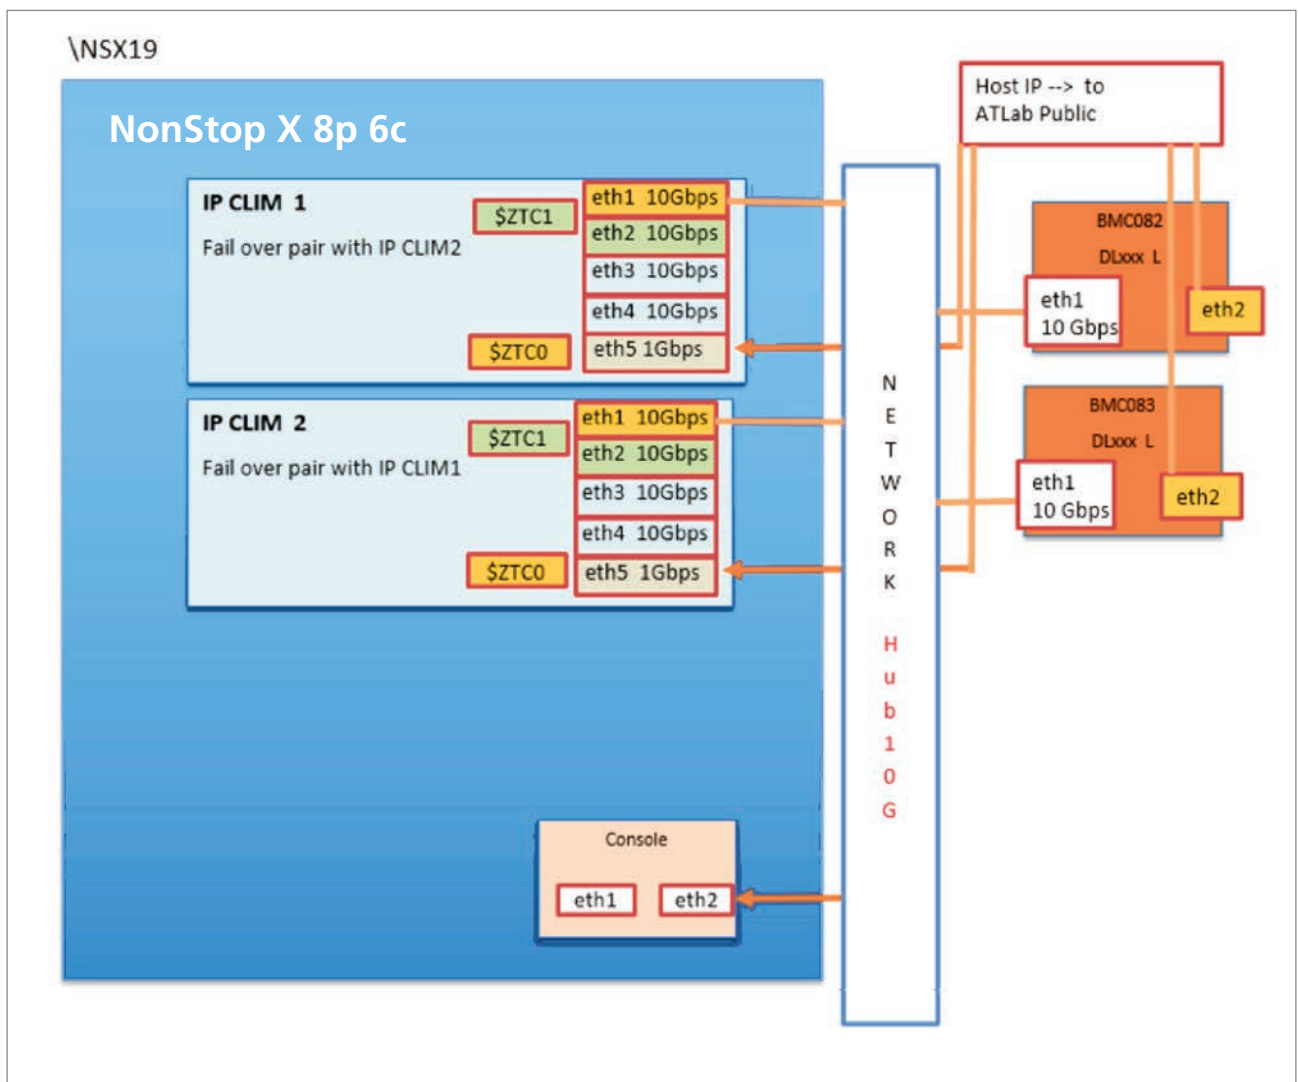 \NSX19
NonStop X 8p 6c
IP CLIM 1
Fail over pair with IP CLIM2
$ZTC1
$ZTC0
eth1 10Gbps
eth2 10Gbps
eth3 10Gbps
eth4 10Gbps
eth5 1Gbps
IP CLIM 2
Fail over pair with IP CLIM1
$ZTC1
$ZTC0
eth1 10Gbps
eth2 10Gbps
eth3 10Gbps
eth4 10Gbps
eth5 1Gbps
Console
eth1
eth2
N
E
T
W
O
R
K
H
u
b
1
0
G
Host IP --> to
ATLab Public
BMC082
DLxxx L
eth1
10 Gbps
eth2
BMC083
DLxxx L
eth1
10 Gbps
eth2